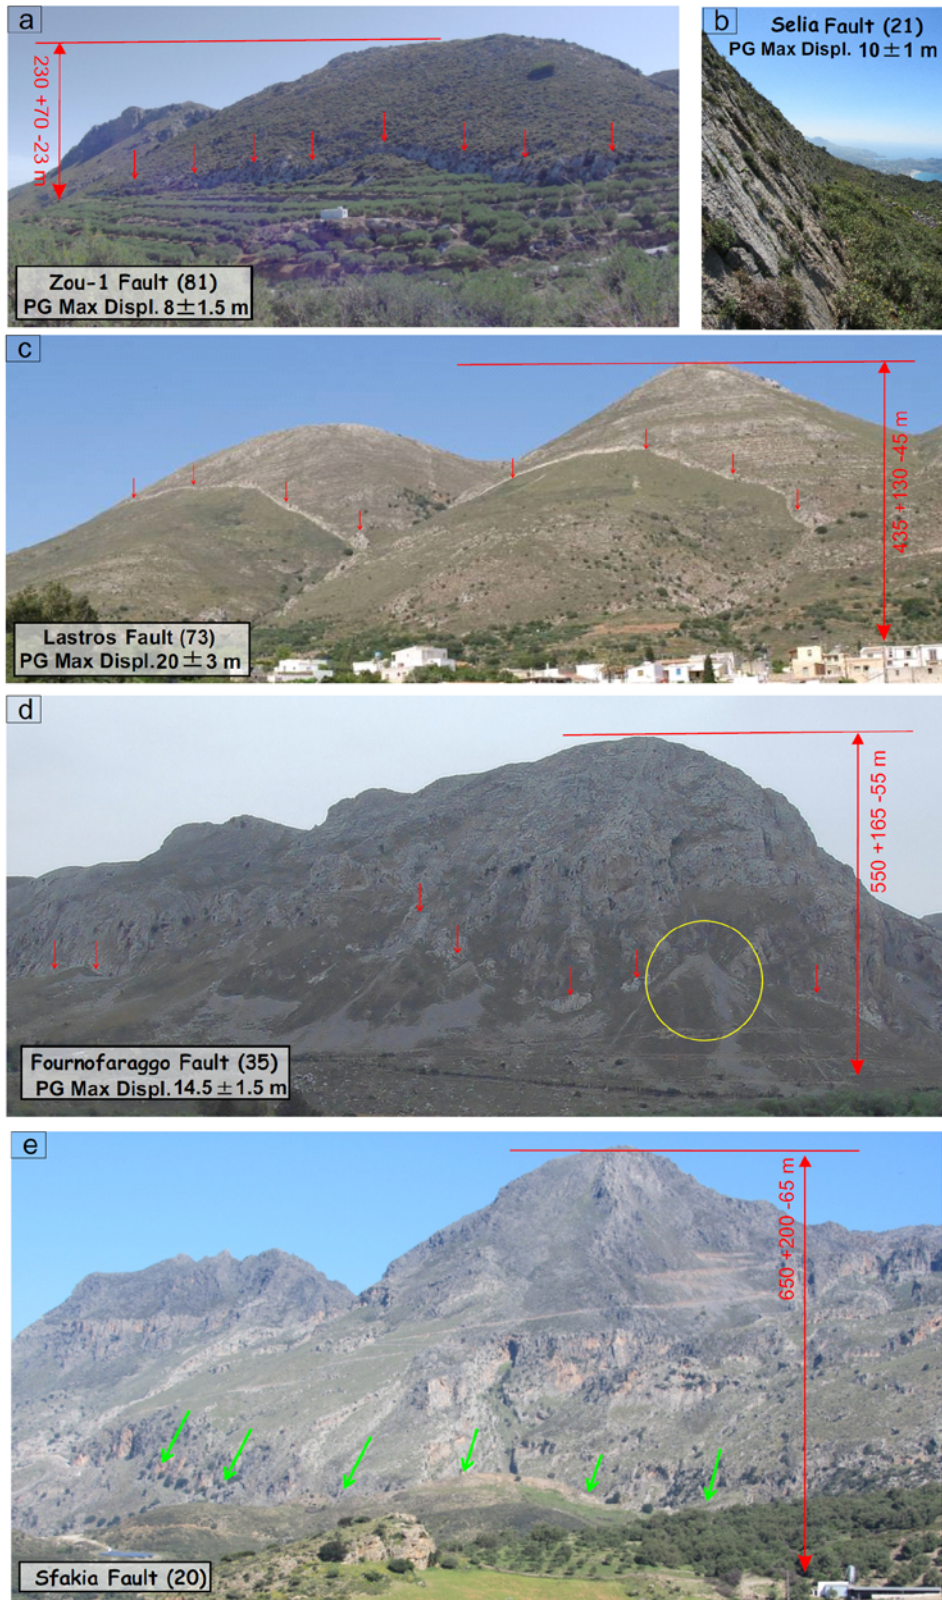 a
230 +70 -23 m
Zou-1 Fault (81)
PG Max Displ. 8±1.5 m
b
Selia Fault (21)
PG Max Displ. 10±1 m
c
435 +130 -45 m
Lastros Fault (73)
PG Max Displ.20±3 m
d
550 +165 -55 m
Fournofaraggo Fault (35)
PG Max Displ. 14.5±1.5 m
e
650 +200 -65 m
Sfakia Fault (20)